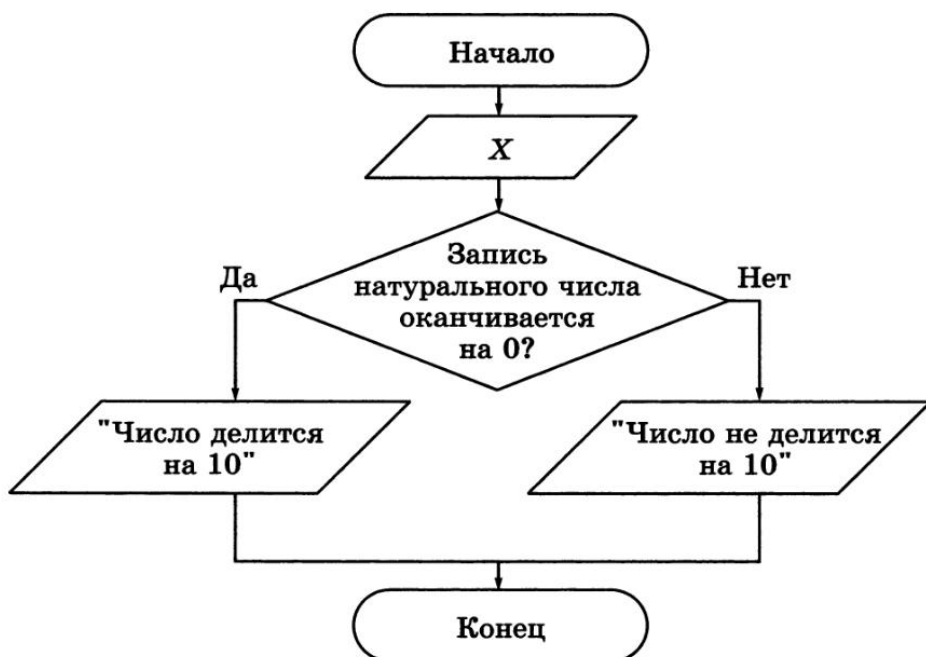 Начало
X
Запись
натурального числа
оканчивается
на 0?
Да
Нет
"Число делится
на 10"
"Число не делится
на 10"
Конец